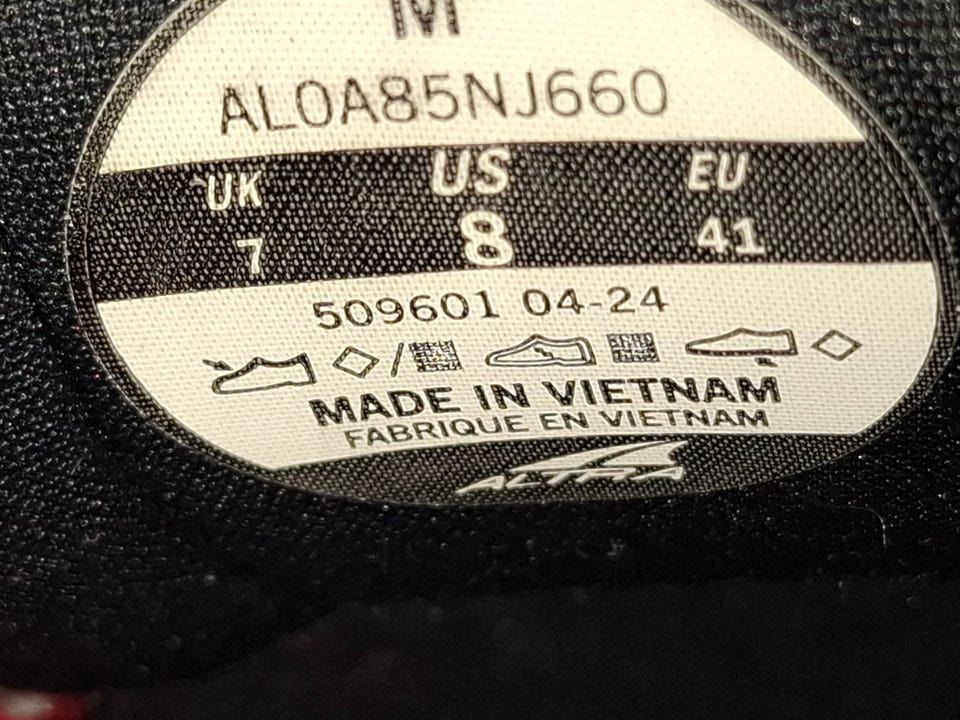 M
AL0A85NJ660
UK US EU
7 8 41
509601 04-24
MADE IN VIETNAM
FABRIQUE EN VIETNAM
ALTRA